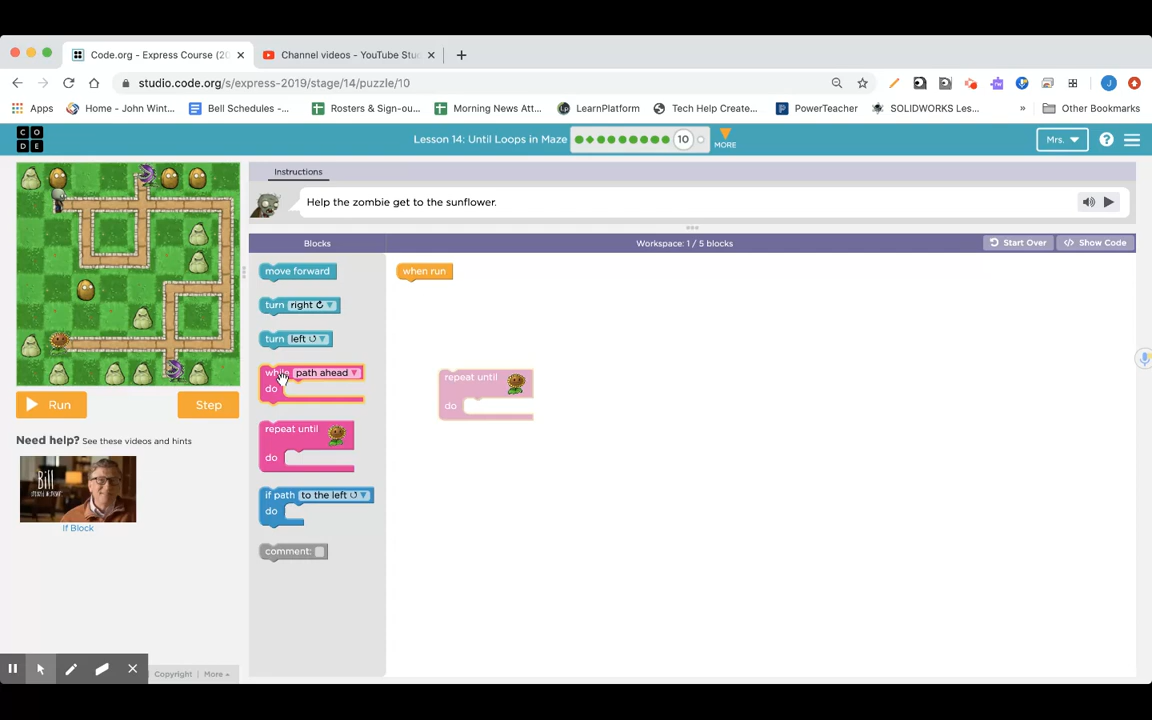 Code.org - Express Course (20
Channel videos - YouTube Stu
studio.code.org/s/express-2019/stage/14/puzzle/10
Apps
Home - John Wint...
Bell Schedules -...
Rosters & Sign-ou...
Morning News Att...
LearnPlatform
Tech Help Create...
PowerTeacher
SOLIDWORKS Les...
»
Other Bookmarks
C O
D E
Lesson 14: Until Loops in Maze
10
MORE
Mrs.
Instructions
Help the zombie get to the sunflower.
Blocks
Workspace: 1 / 5 blocks
Start Over
Show Code
move forward
when run
turn right
turn left
while path ahead
do
repeat until
do
repeat until
do
if path to the left
do
comment:
Run
Step
Need help? See these videos and hints
Bill
If Block
Copyright
More